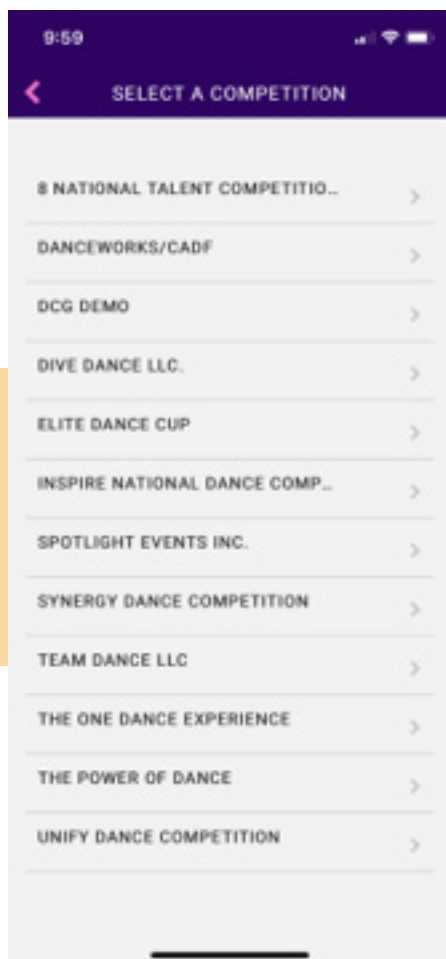 9:59
SELECT A COMPETITION
8 NATIONAL TALENT COMPETITIO...
DANCEWORKS/CADF
DCG DEMO
DIVE DANCE LLC.
ELITE DANCE CUP
INSPIRE NATIONAL DANCE COMP...
SPOTLIGHT EVENTS INC.
SYNERGY DANCE COMPETITION
TEAM DANCE LLC
THE ONE DANCE EXPERIENCE
THE POWER OF DANCE
UNIFY DANCE COMPETITION